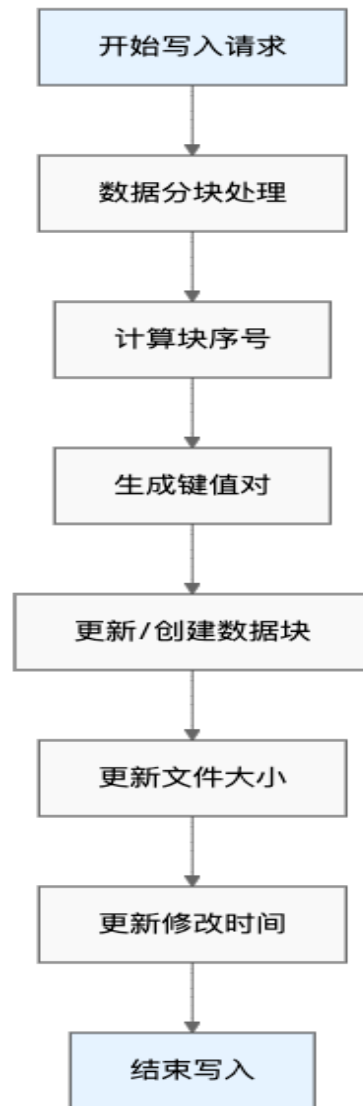 开始写入请求
数据分块处理
计算块序号
生成键值对
更新/创建数据块
更新文件大小
更新修改时间
结束写入